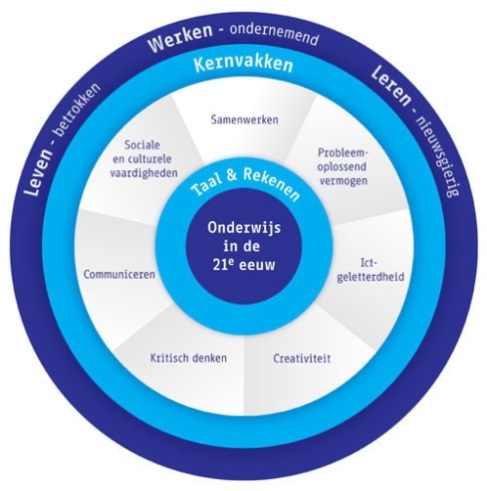 Werken - ondernemend
Leven - betrokken
Leren - nieuwsgierig
Kernvakken
Samenwerken
Sociale
en culturele
vaardigheden
Probleem-
oplossend
vermogen
Taal & Rekenen
Onderwijs
in de
21e eeuw
Communiceren
Ict-
geletterdheid
Kritisch denken
Creativiteit